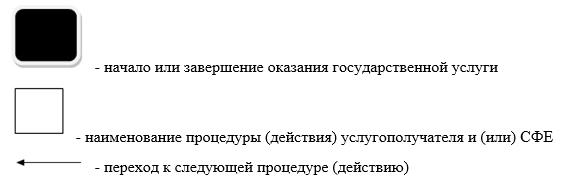 - начало или завершение оказания государственной услуги
- наименование процедуры (действия) услугополучателя и (или) СФЕ
- переход к следующей процедуре (действию)